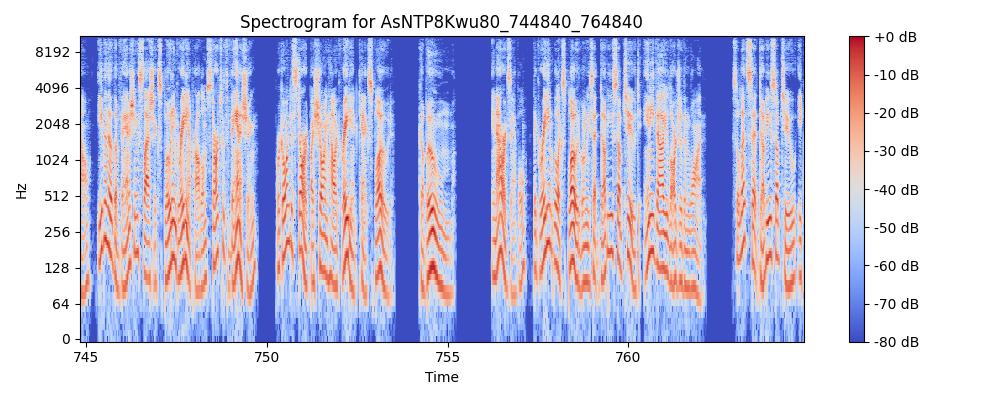 Spectrogram for AsNTP8Kwu80_744840_764840
8192
4096
2048
1024
512
256
128
64
0
Hz
745
750
755
760
Time
+0 dB
-10 dB
-20 dB
-30 dB
-40 dB
-50 dB
-60 dB
-70 dB
-80 dB